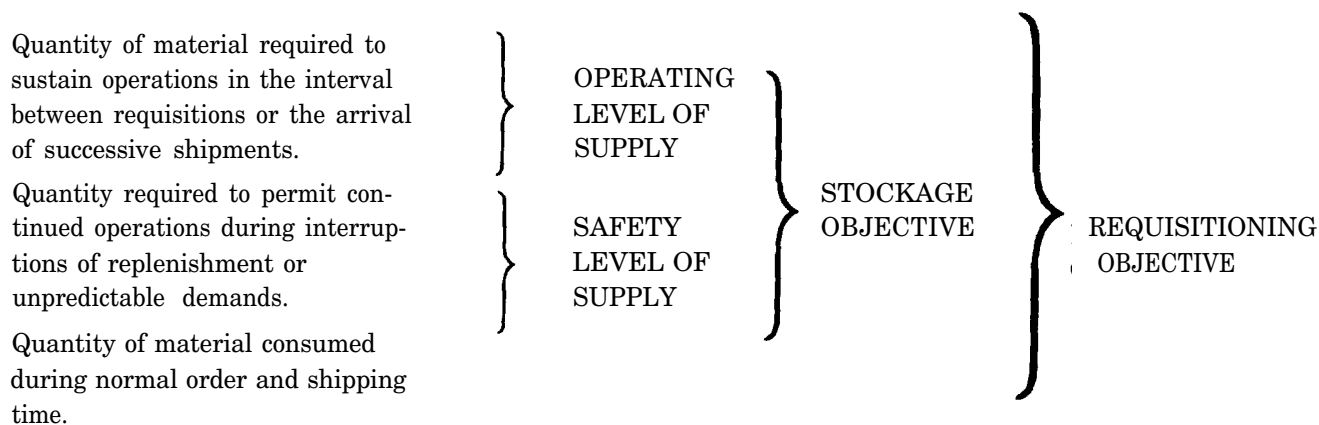 Quantity of material required to
sustain operations in the interval
between requisitions or the arrival
of successive shipments.
OPERATING
LEVEL OF
SUPPLY
Quantity required to permit con-
tinued operations during interrup-
tions of replenishment or
unpredictable demands.
SAFETY
LEVEL OF
SUPPLY
STOCKAGE
OBJECTIVE
REQUISITIONING
OBJECTIVE
Quantity of material consumed
during normal order and shipping
time.